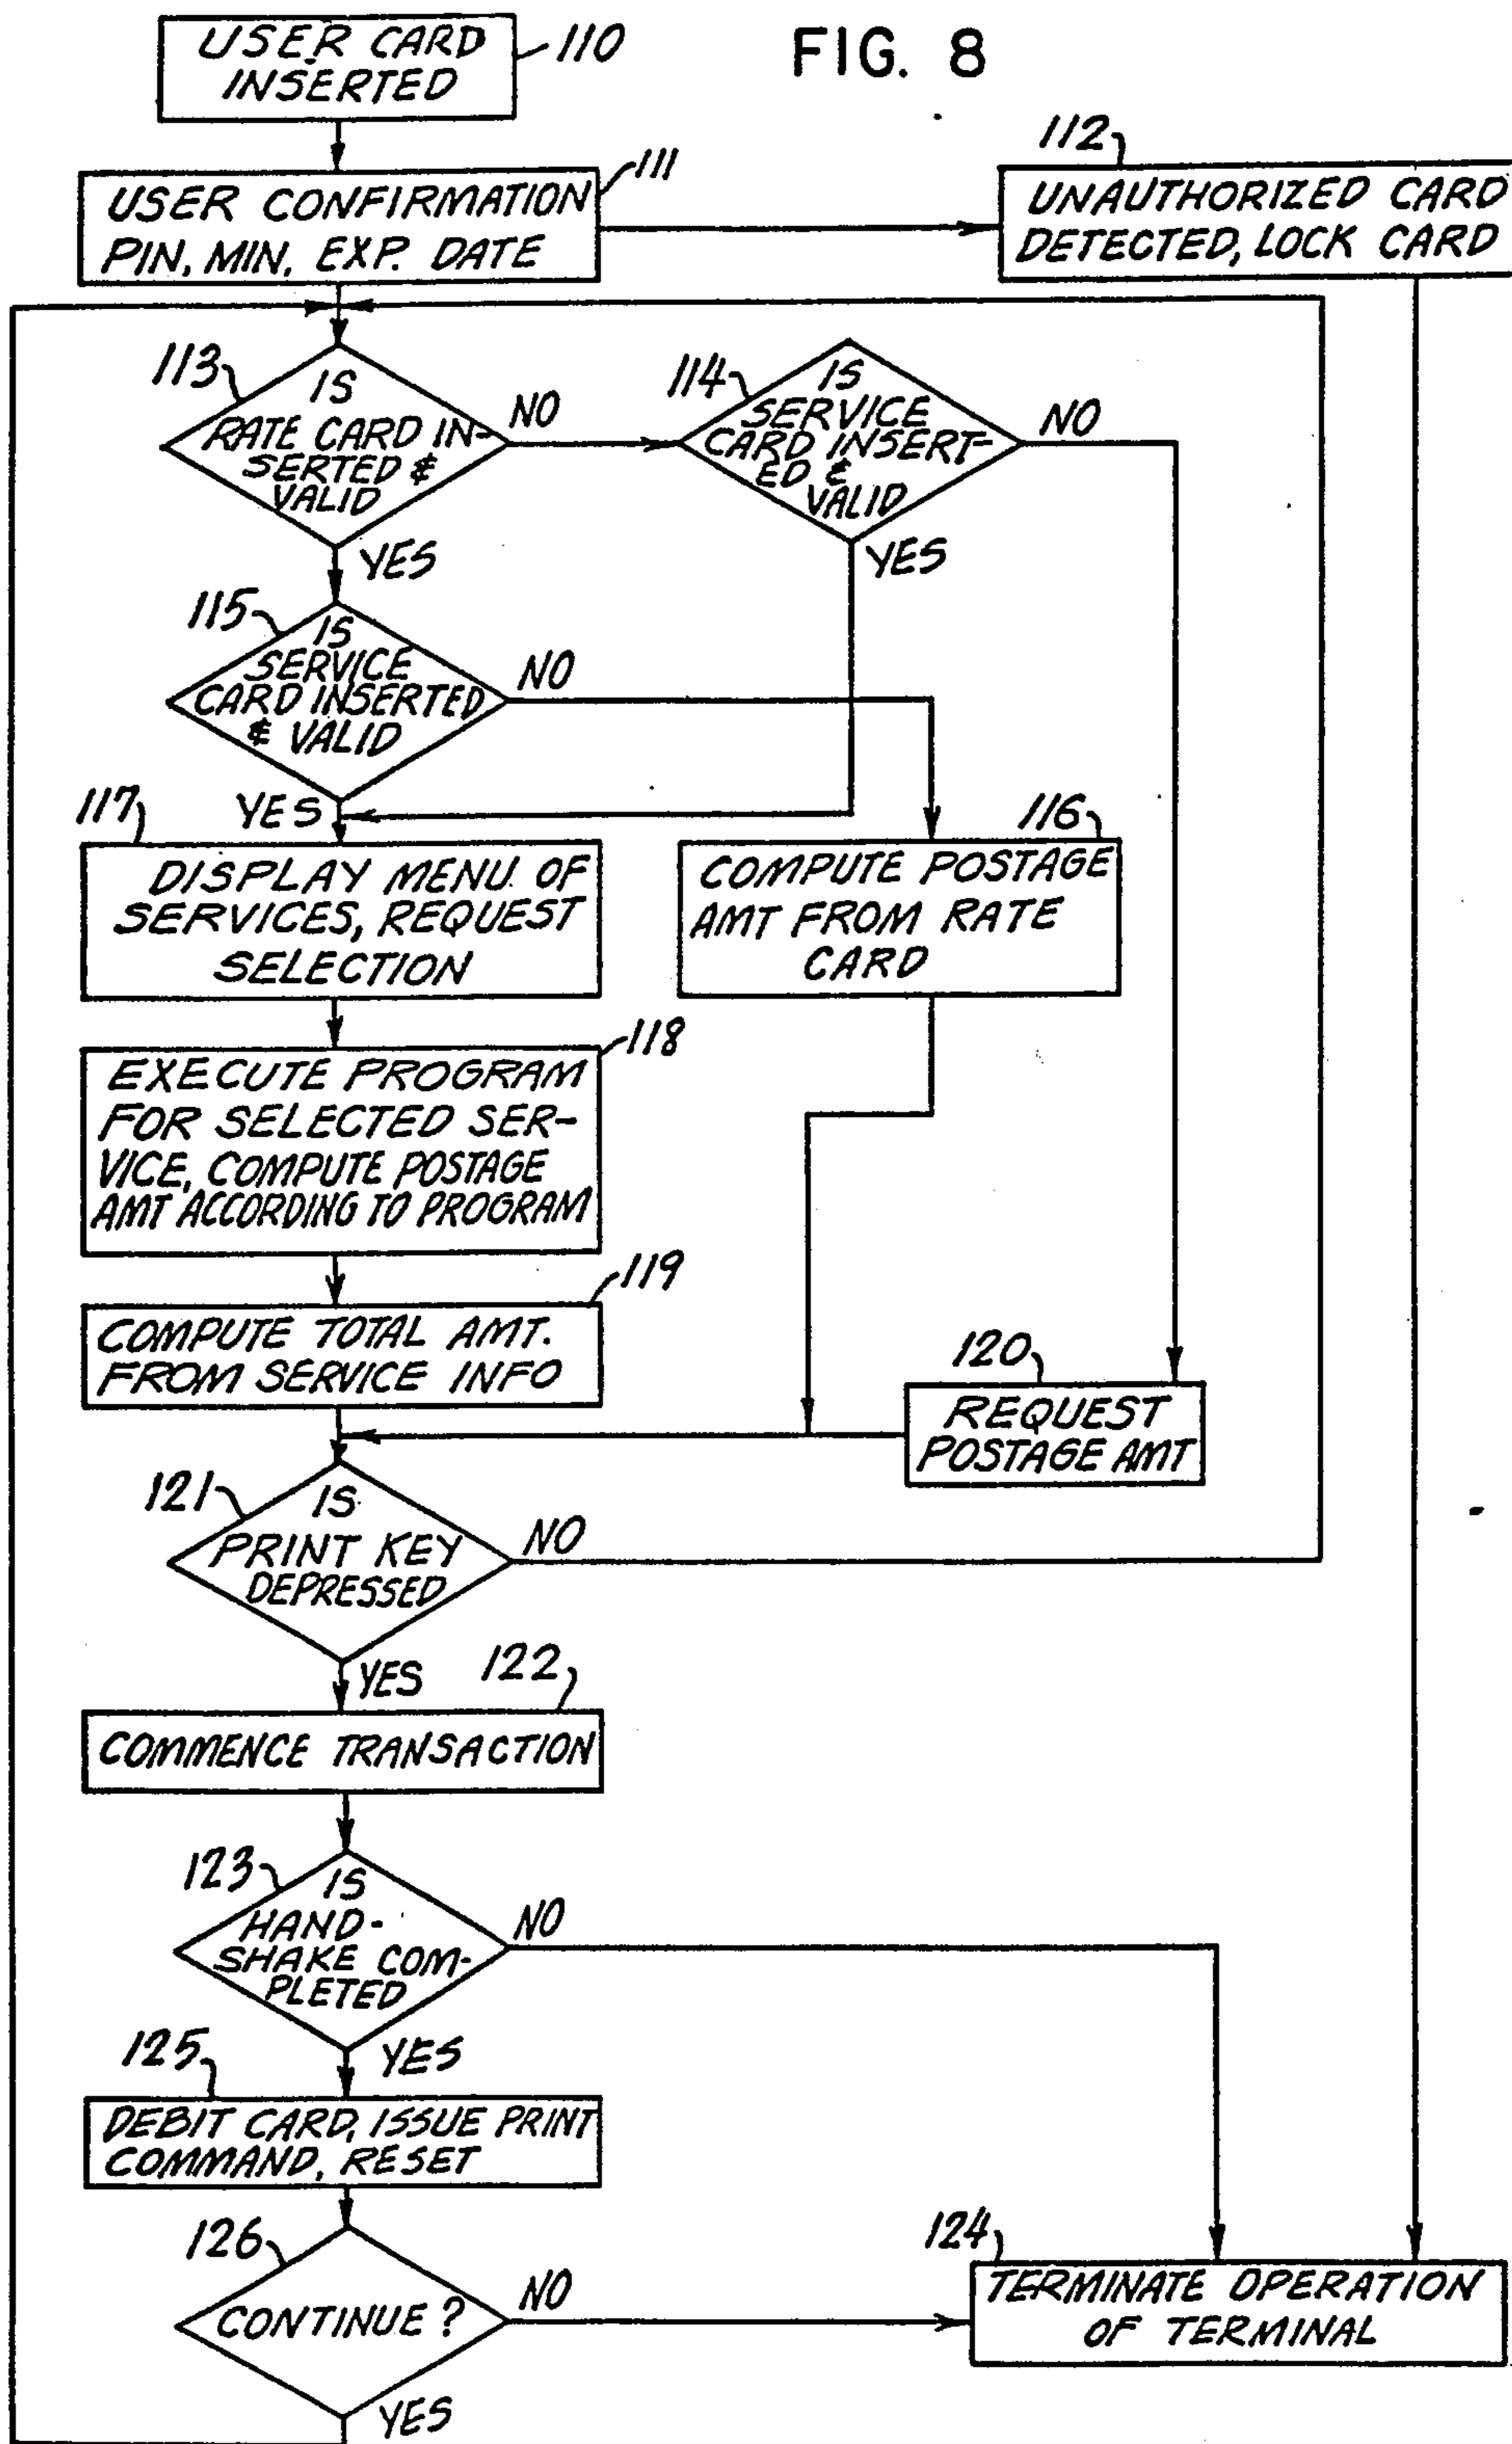 FIG. 8
USER CARD
INSERTED
110
USER CONFIRMATION
PIN, MIN, EXP. DATE
111
112
UNAUTHORIZED CARD
DETECTED, LOCK CARD
113
IS
RATE CARD IN-
SERTED &
VALID
NO
YES
114
IS
SERVICE
CARD INSERT-
ED &
VALID
NO
YES
115
IS
SERVICE
CARD INSERTED
& VALID
NO
YES
117
DISPLAY MENU OF
SERVICES, REQUEST
SELECTION
116
COMPUTE POSTAGE
AMT FROM RATE
CARD
118
EXECUTE PROGRAM
FOR SELECTED SER-
VICE, COMPUTE POSTAGE
AMT ACCORDING TO PROGRAM
119
COMPUTE TOTAL AMT.
FROM SERVICE INFO
120
REQUEST
POSTAGE AMT
121
IS
PRINT KEY
DEPRESSED
NO
YES
122
COMMENCE TRANSACTION
123
IS
HAND-
SHAKE COM-
PLETED
NO
YES
125
DEBIT CARD, ISSUE PRINT
COMMAND, RESET
126
CONTINUE ?
NO
YES
124
TERMINATE OPERATION
OF TERMINAL